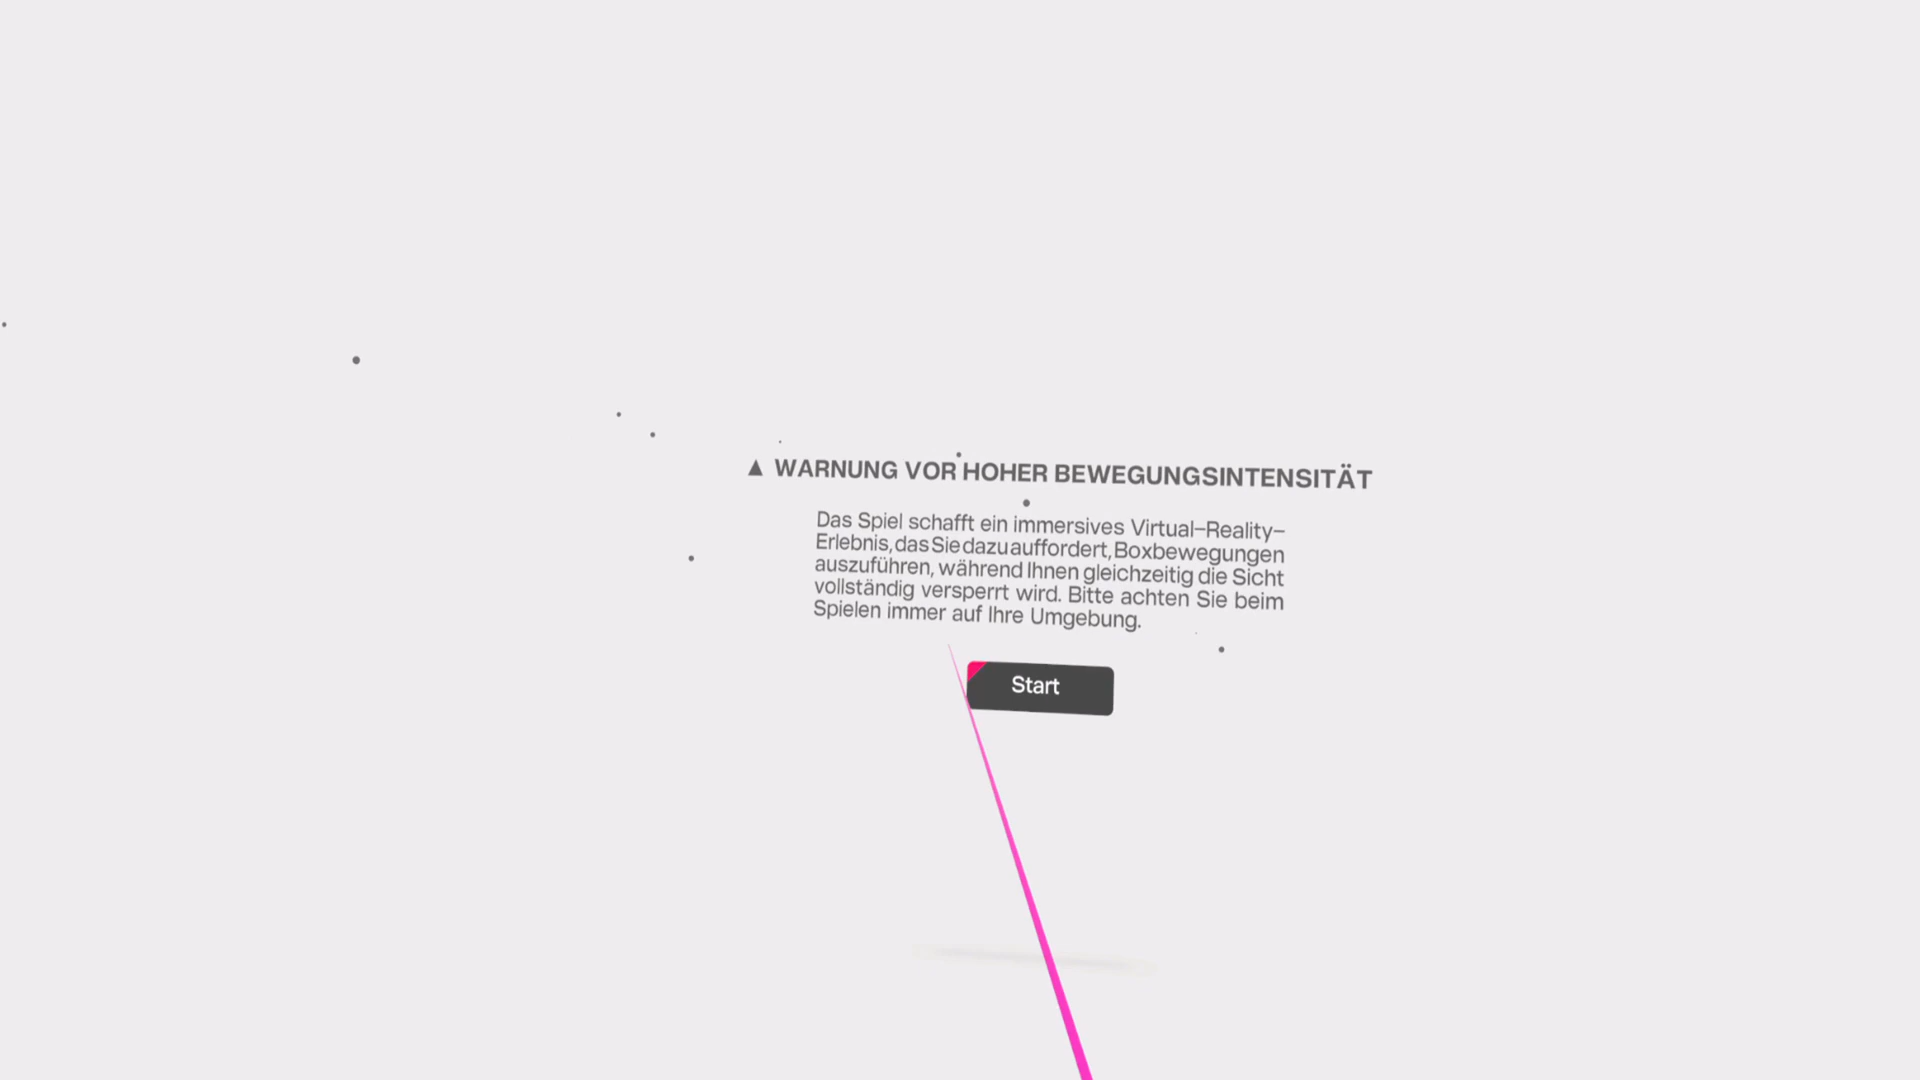 ▲ WARNUNG VOR HOHER BEWEGUNGSINTENSITÄT
Das Spiel schafft ein immersives Virtual-Reality-
Erlebnis, das Sie dazu auffordert, Boxbewegungen
auszuführen, während Ihnen gleichzeitig die Sicht
vollständig versperrt wird. Bitte achten Sie beim
Spielen immer auf Ihre Umgebung.
Start